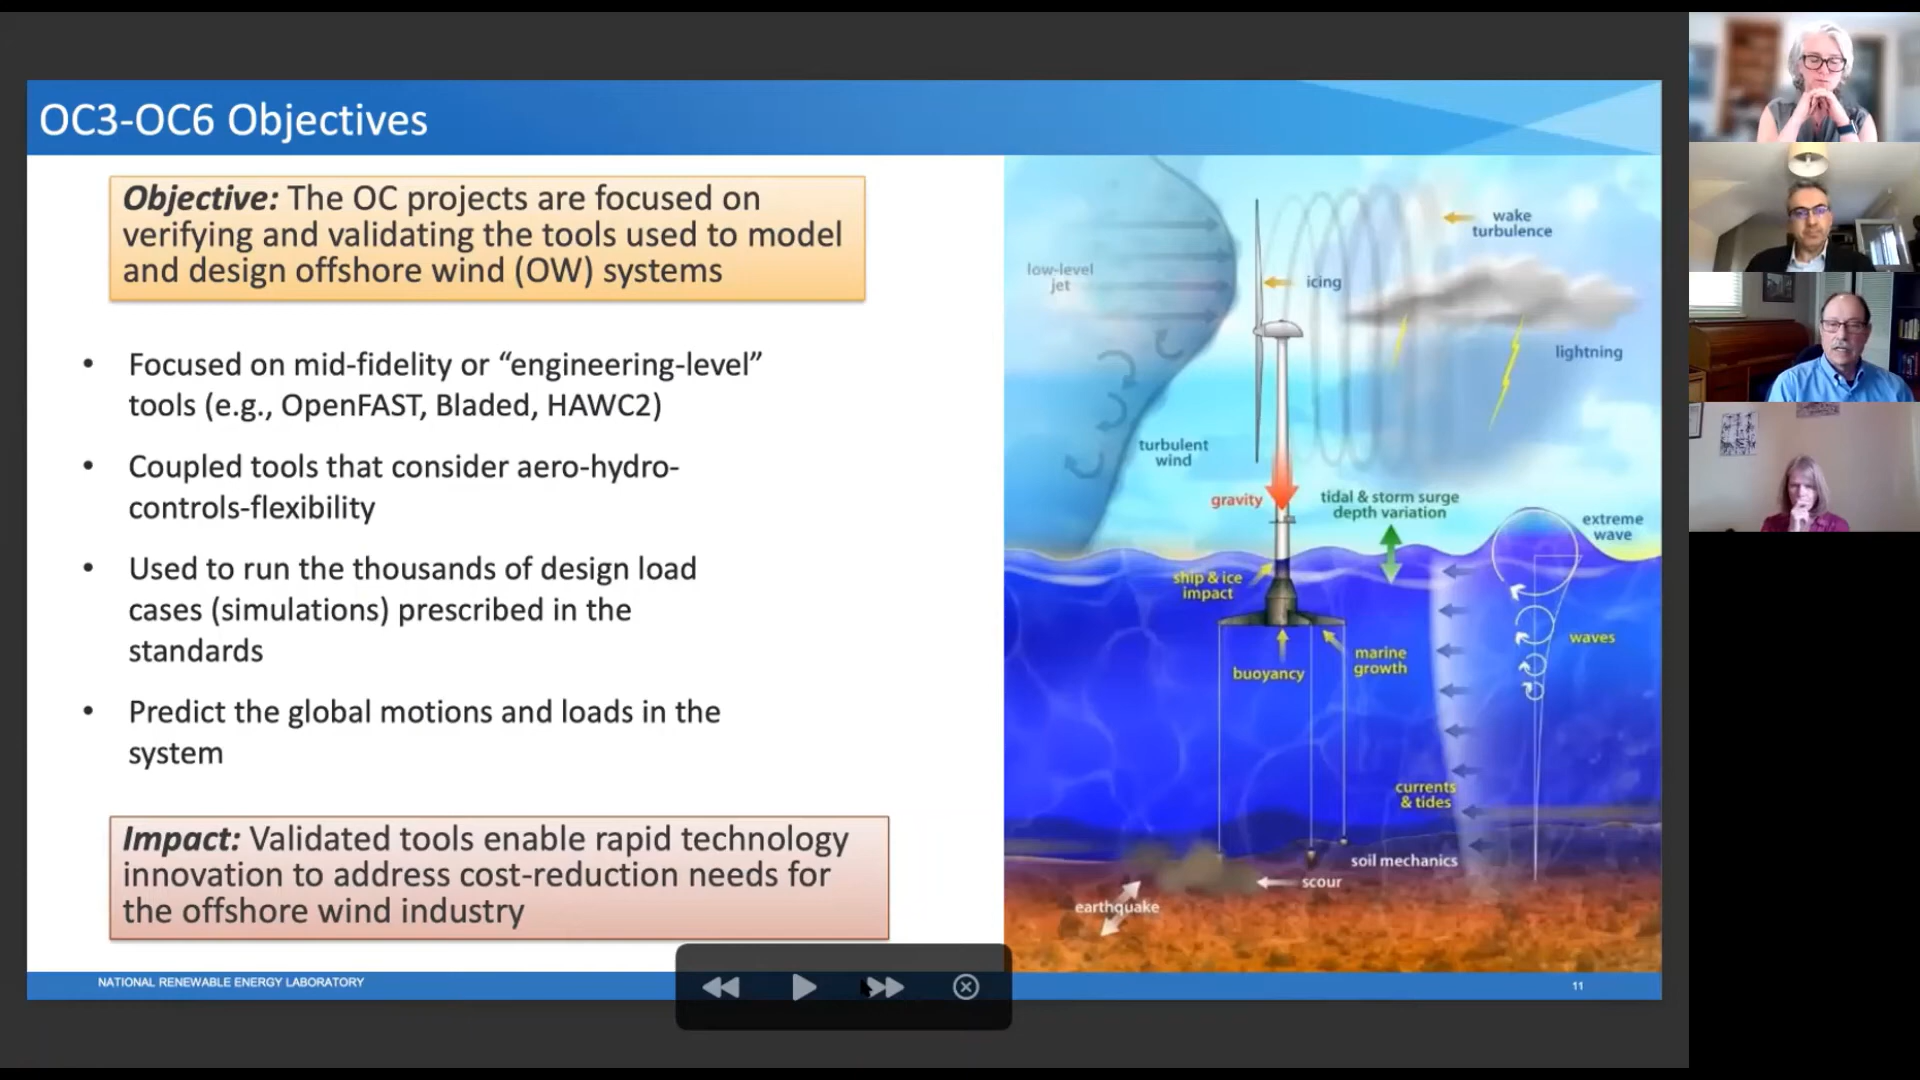 OC3-OC6 Objectives
Objective: The OC projects are focused on
verifying and validating the tools used to model
and design offshore wind (OW) systems
• Focused on mid-fidelity or “engineering-level”
tools (e.g., OpenFAST, Bladed, HAWC2)
• Coupled tools that consider aero-hydro-
controls-flexibility
• Used to run the thousands of design load
cases (simulations) prescribed in the
standards
• Predict the global motions and loads in the
system
Impact: Validated tools enable rapid technology
innovation to address cost-reduction needs for
the offshore wind industry
wake
turbulence
low-level
jet
icing
lightning
turbulent
wind
gravity
tidal & storm surge
depth variation
extreme
wave
ship & ice
impact
waves
buoyancy
marine
growth
currents
& tides
soil mechanics
scour
earthquake
NATIONAL RENEWABLE ENERGY LABORATORY
11